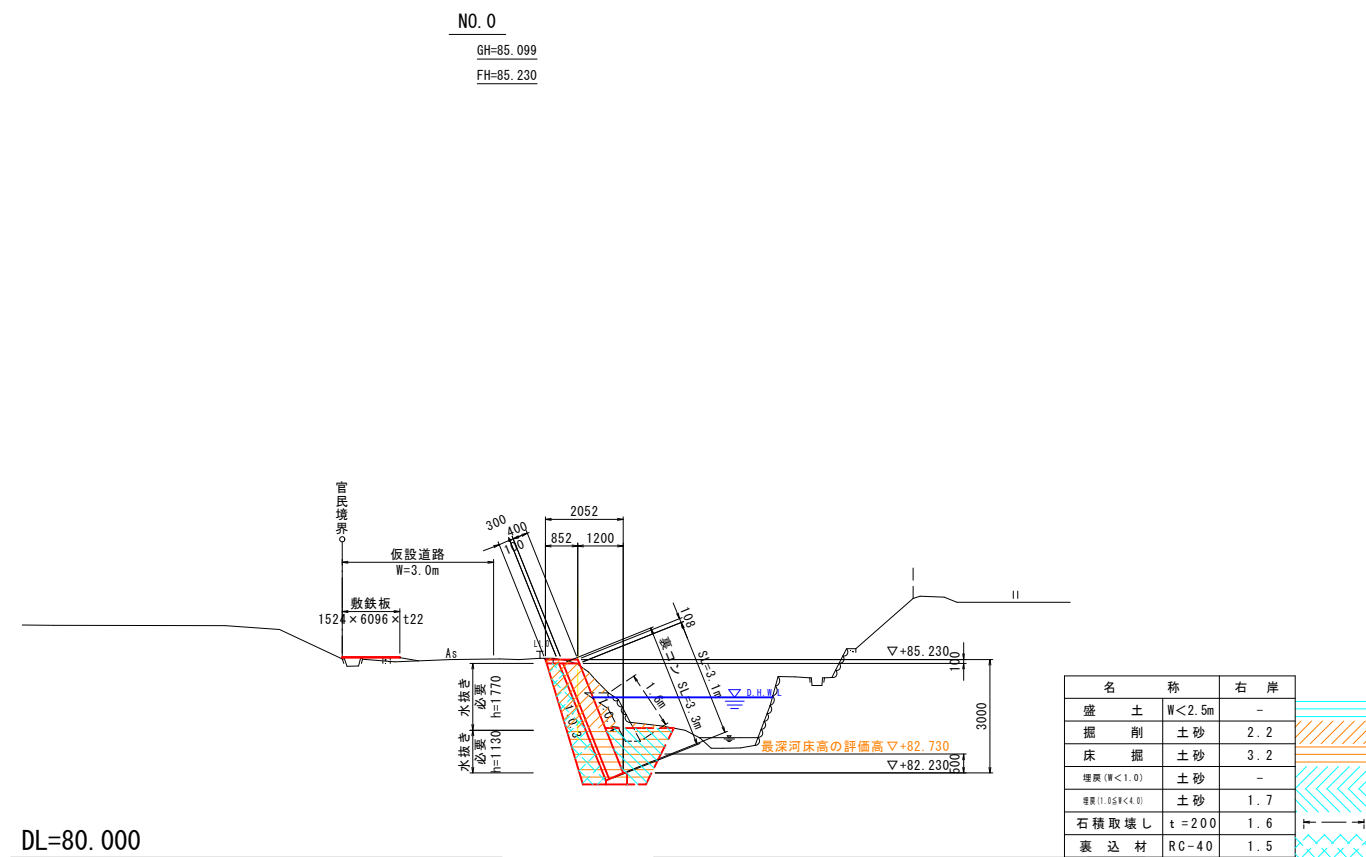 NO.0
GH=85.099
FH=85.230
官民境界
仮設道路
W=3.0m
敷鉄板
1524×6096×t22
As
300
400
100
2052
852
1200
108
裏コン SL=3.3m
SL=3.1m
1.6m
1:0.3
D.H.W.L
▽+85.230
100
3000
水抜き
必要
h=1770
水抜き
必要
h=1130
最深河床高の評価高▽+82.730
▽+82.230
500
DL=80.000
名 称 右 岸
盛 土 W<2.5m -
掘 削 土砂 2.2
床 掘 土砂 3.2
埋戻(W<1.0) 土砂 -
埋戻(1.0≦W<4.0) 土砂 1.7
石積取壊し t=200 1.6
裏込材 RC-40 1.5